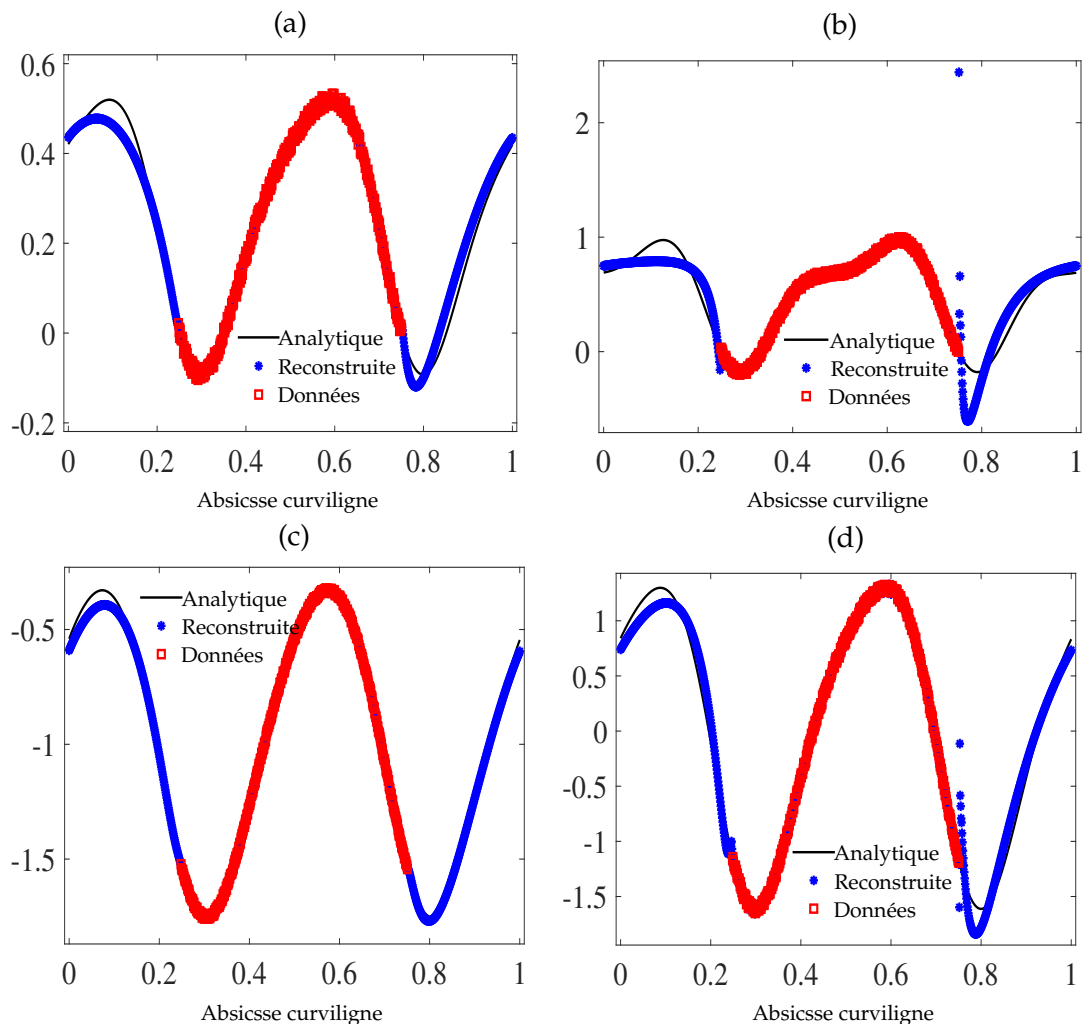 (a)
0.6
0.4
0.2
0
-0.2
Analytique
Reconstruite
Données
0 0.2 0.4 0.6 0.8 1
Absicsse curviligne
(b)
2
1
0
Analytique
Reconstruite
Données
0 0.2 0.4 0.6 0.8 1
Absicsse curviligne
(c)
-0.5
-1
-1.5
Analytique
Reconstruite
Données
0 0.2 0.4 0.6 0.8 1
Absicsse curviligne
(d)
1
0.5
0
-0.5
-1
-1.5
Analytique
Reconstruite
Données
0 0.2 0.4 0.6 0.8 1
Absicsse curviligne